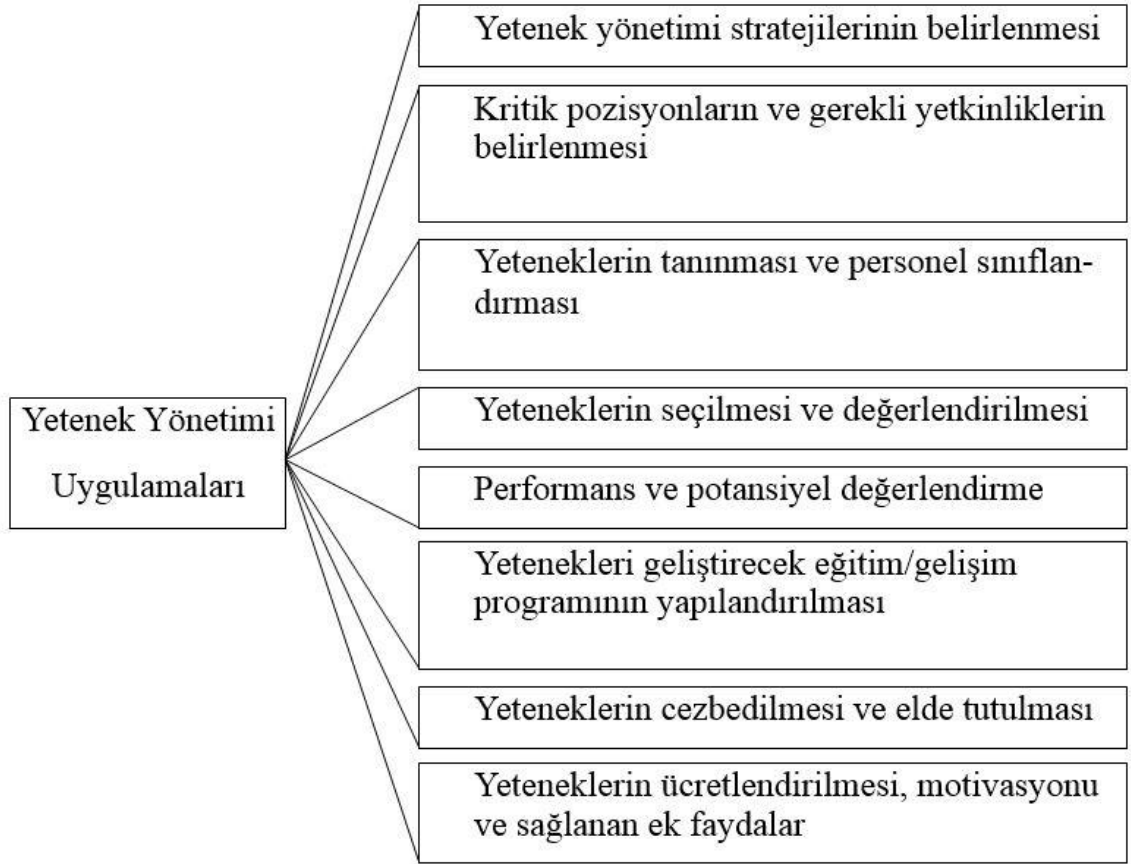 Yetenek yönetimi stratejilerinin belirlenmesi
Kritik pozisyonların ve gerekli yetkinliklerin
belirlenmesi
Yeteneklerin tanınması ve personel sınıflan-
dırması
Yetenek Yönetimi
Uygulamaları
Yeteneklerin seçilmesi ve değerlendirilmesi
Performans ve potansiyel değerlendirme
Yetenekleri geliştirecek eğitim/gelişim
programının yapılandırılması
Yeteneklerin cezbedilmesi ve elde tutulması
Yeteneklerin ücretlendirilmesi, motivasyonu
ve sağlanan ek faydalar